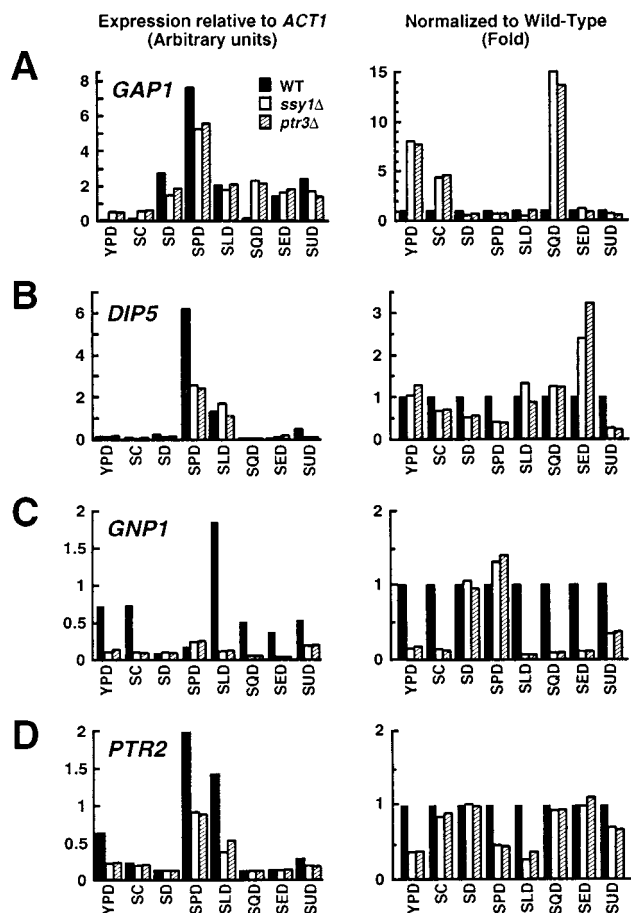 Expression relative to ACT1
(Arbitrary units)
Normalized to Wild-Type
(Fold)
A
GAP1
WT
ssy1Δ
ptr3Δ
8
6
4
2
0
YPD SC SD SPD SLD SQD SED SUD
15
10
5
0
YPD SC SD SPD SLD SQD SED SUD
B
DIP5
6
4
2
0
YPD SC SD SPD SLD SQD SED SUD
3
2
1
0
YPD SC SD SPD SLD SQD SED SUD
C
GNP1
2
1.5
1
0.5
0
YPD SC SD SPD SLD SQD SED SUD
2
1
0
YPD SC SD SPD SLD SQD SED SUD
D
PTR2
2
1.5
1
0.5
0
YPD SC SD SPD SLD SQD SED SUD
2
1
0
YPD SC SD SPD SLD SQD SED SUD